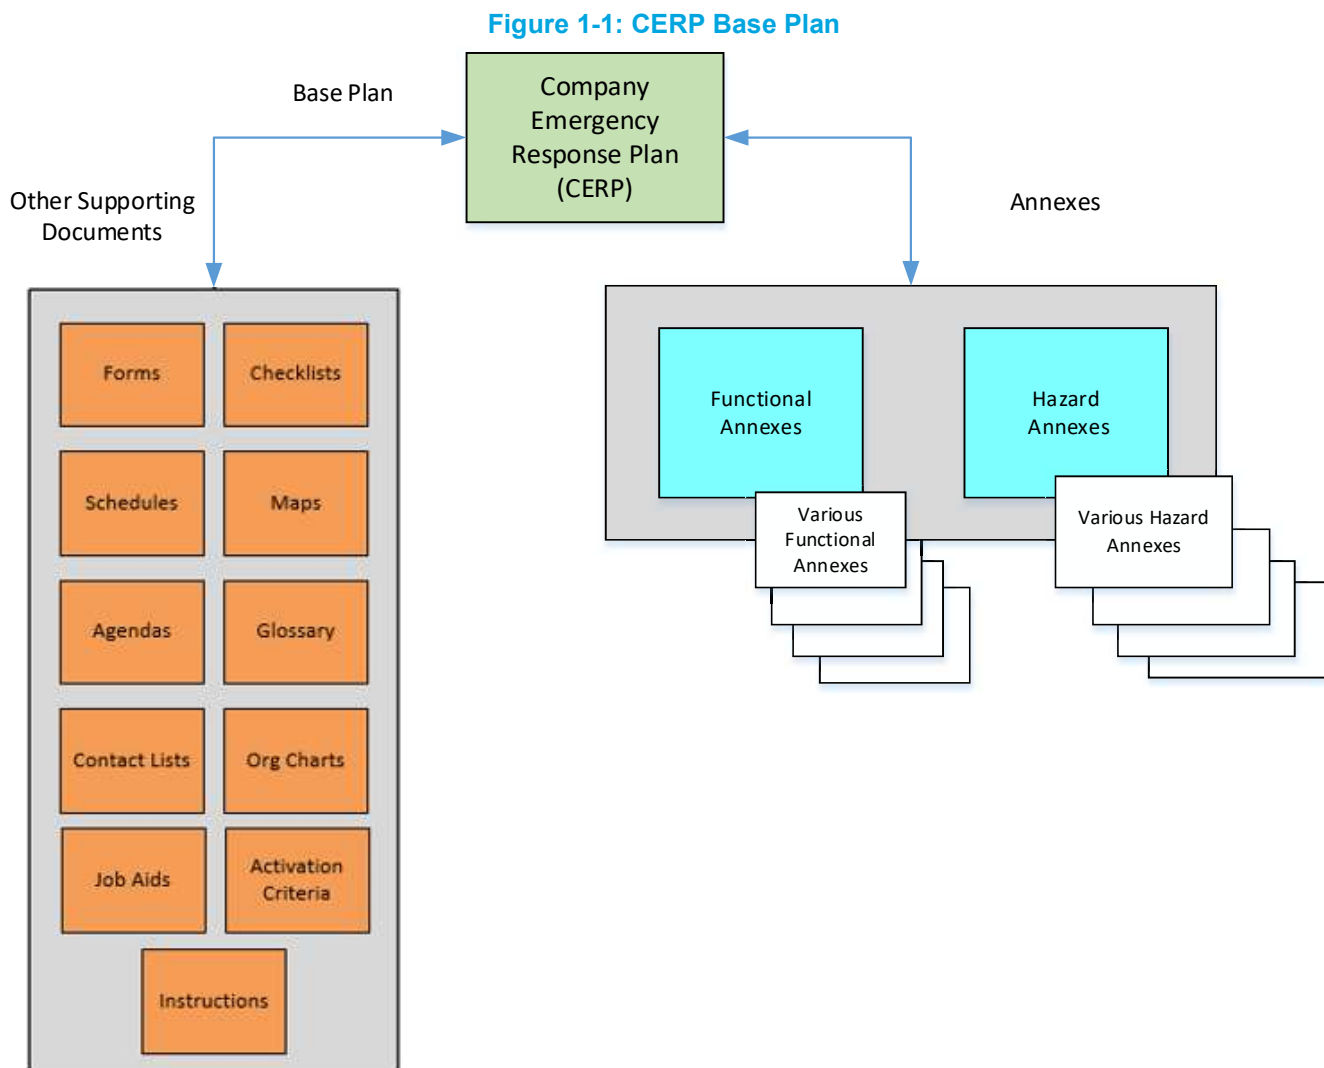 Figure 1-1: CERP Base Plan
Base Plan
Company
Emergency
Response Plan
(CERP)
Other Supporting
Documents
Annexes
Forms
Checklists
Schedules
Maps
Agendas
Glossary
Contact Lists
Org Charts
Job Aids
Activation
Criteria
Instructions
Functional
Annexes
Hazard
Annexes
Various
Functional
Annexes
Various Hazard
Annexes